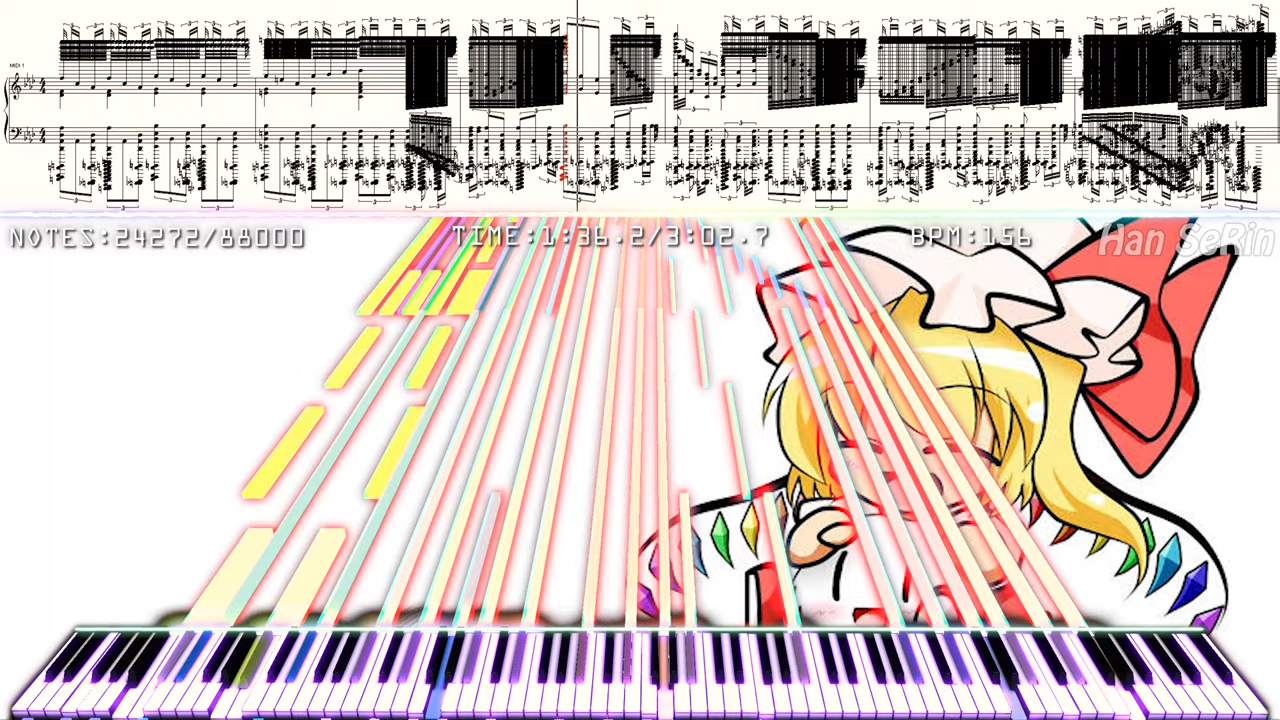 MIDI 1
NOTES:24272/88000
TIME:1:36.2/3:02.7
BPM:156
Han SeRin